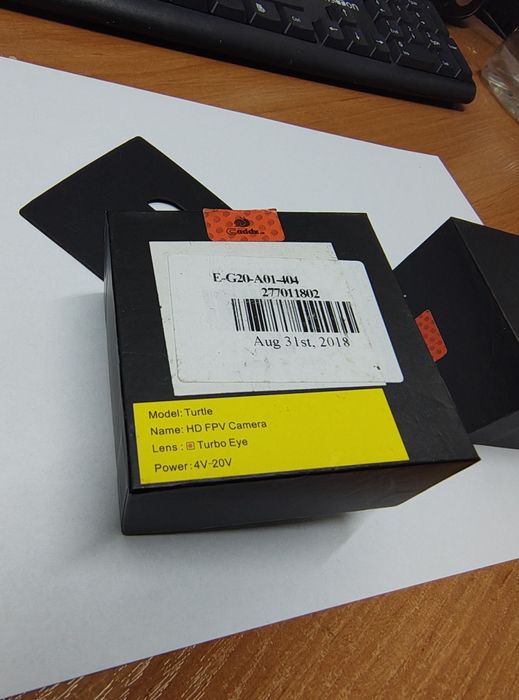 Caddx
E-G20-A01-404
277011802
Aug 31st, 2018
Model: Turtle
Name: HD FPV Camera
Lens : Turbo Eye
Power: 4V-20V